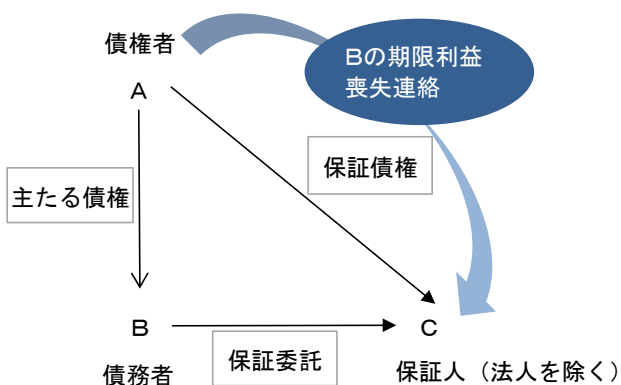 債権者
Bの期限利益
喪失連絡
A
保証債権
主たる債権
B
C
保証委託
債務者
保証人（法人を除く）